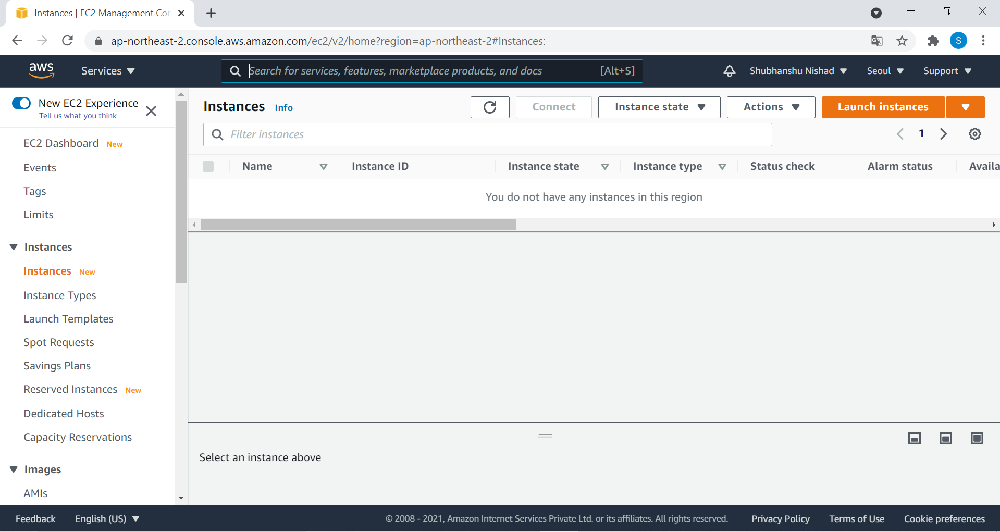 Instances | EC2 Management Cor
ap-northeast-2.console.aws.amazon.com/ec2/v2/home?region=ap-northeast-2#Instances:
S
aws
Services
Search for services, features, marketplace products, and docs
[Alt+S]
Shubhanshu Nishad
Seoul
Support
New EC2 Experience
Tell us what you think
EC2 Dashboard New
Events
Tags
Limits
Instances
Instances New
Instance Types
Launch Templates
Spot Requests
Savings Plans
Reserved Instances New
Dedicated Hosts
Capacity Reservations
Images
AMIs
Instances Info
Connect
Instance state
Actions
Launch instances
Filter instances
1
Name
Instance ID
Instance state
Instance type
Status check
Alarm status
Availa
You do not have any instances in this region
Select an instance above
Feedback
English (US)
© 2008 - 2021, Amazon Internet Services Private Ltd. or its affiliates. All rights reserved.
Privacy Policy
Terms of Use
Cookie preferences